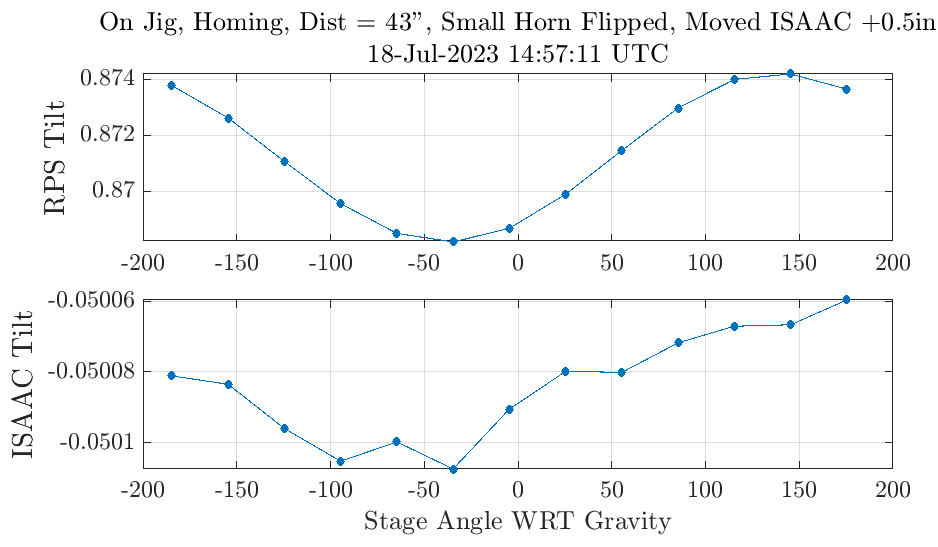 On Jig, Homing, Dist = 43”, Small Horn Flipped, Moved ISAAC +0.5in
18-Jul-2023 14:57:11 UTC
RPS Tilt
0.874
0.872
0.87
-200 -150 -100 -50 0 50 100 150 200
ISAAC Tilt
-0.05006
-0.05008
-0.0501
-200 -150 -100 -50 0 50 100 150 200
Stage Angle WRT Gravity